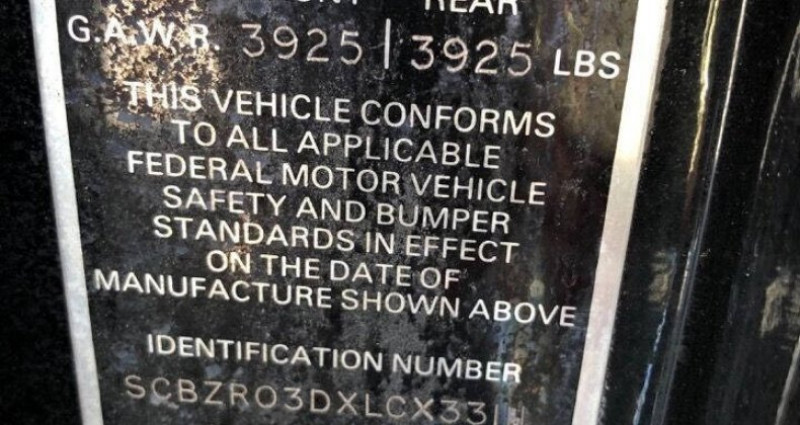 REAR
G.A.W.R. 3925 | 3925 LBS
THIS VEHICLE CONFORMS
TO ALL APPLICABLE
FEDERAL MOTOR VEHICLE
SAFETY AND BUMPER
STANDARDS IN EFFECT
ON THE DATE OF
MANUFACTURE SHOWN ABOVE
IDENTIFICATION NUMBER